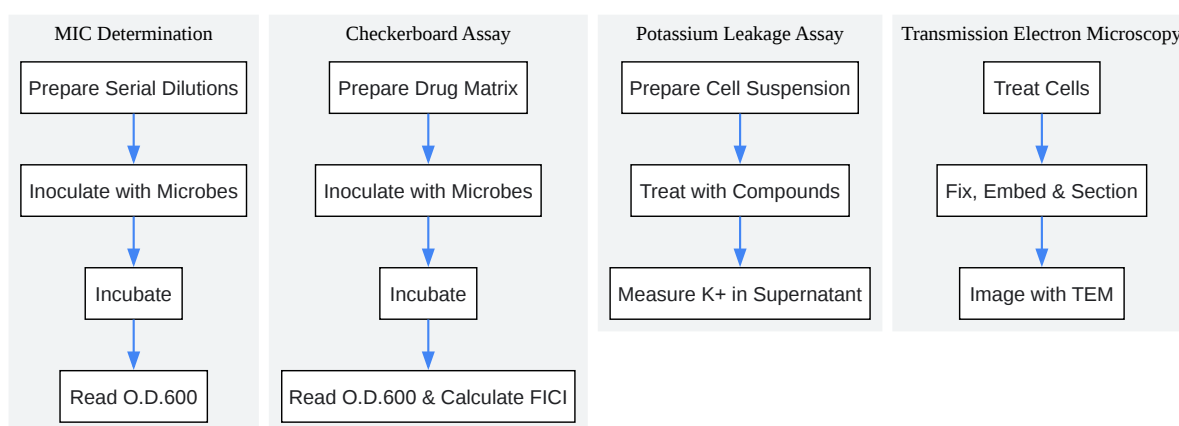 MIC Determination
Prepare Serial Dilutions
Inoculate with Microbes
Incubate
Read O.D.600
Checkerboard Assay
Prepare Drug Matrix
Inoculate with Microbes
Incubate
Read O.D.600 & Calculate FICI
Potassium Leakage Assay
Prepare Cell Suspension
Treat with Compounds
Measure K+ in Supernatant
Transmission Electron Microscopy
Treat Cells
Fix, Embed & Section
Image with TEM